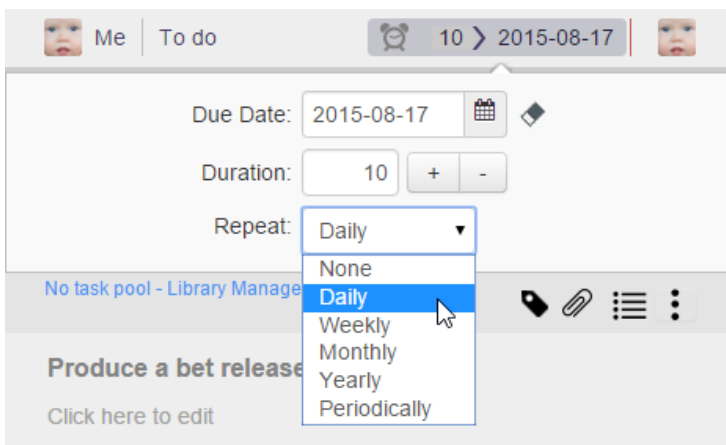 Me To do 10 2015-08-17
Due Date: 2015-08-17
Duration: 10 + -
Repeat: Daily
None
No task pool - Library Manage
Daily
Weekly
Monthly
Produce a bet release
Yearly
Periodically
Click here to edit